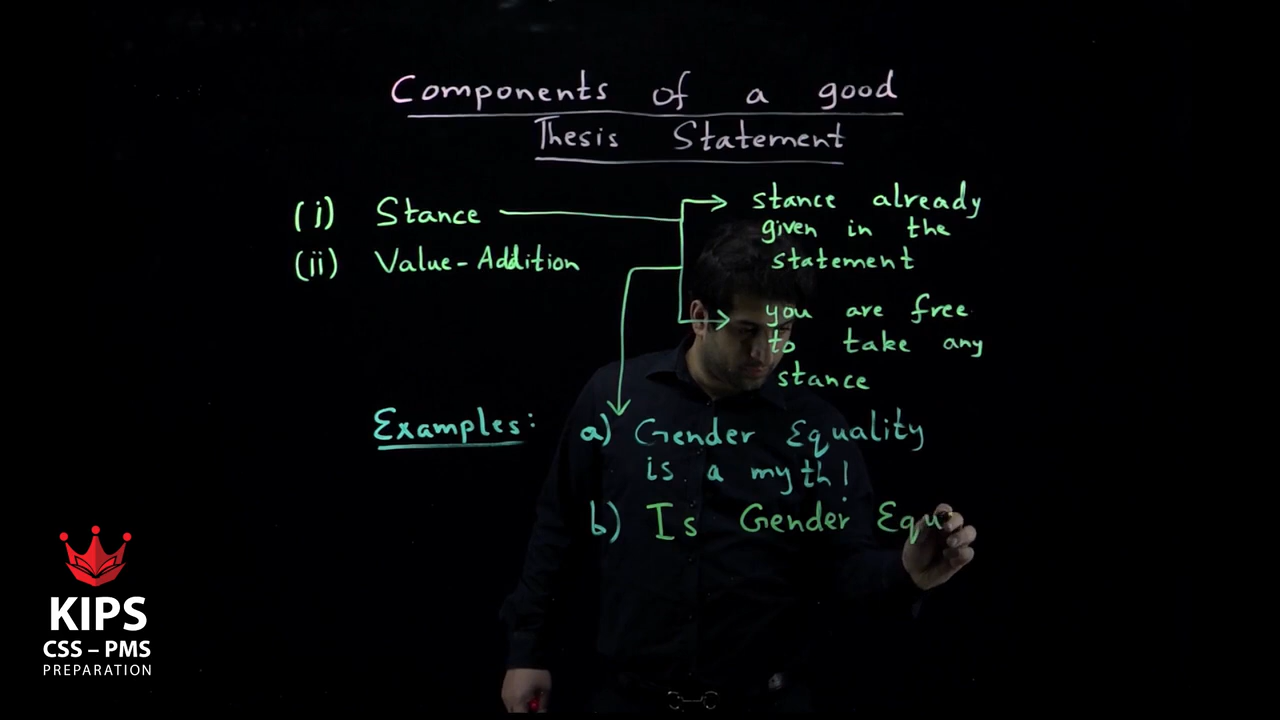 Components of a good
Thesis Statement
(i) Stance
(ii) Value-Addition
stance already
given in the
statement
you are free
to take any
stance
Examples:
a) Gender Equality
is a myth!
b) Is Gender Equ
KIPS
CSS – PMS
PREPARATION